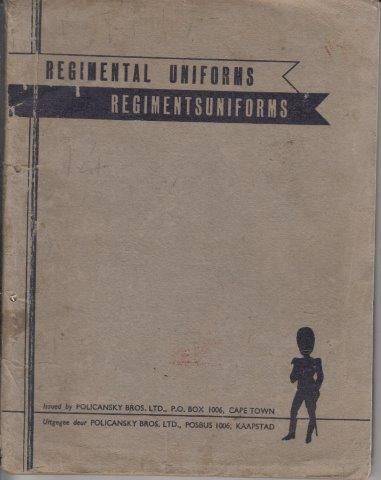 REGIMENTAL UNIFORMS
REGIMENTSUNIFORMS
Issued by POLICANSKY BROS. LTD., P.O. BOX 1006, CAPE TOWN
Uitgegee deur POLICANSKY BROS. LTD., POSBUS 1006, KAAPSTAD